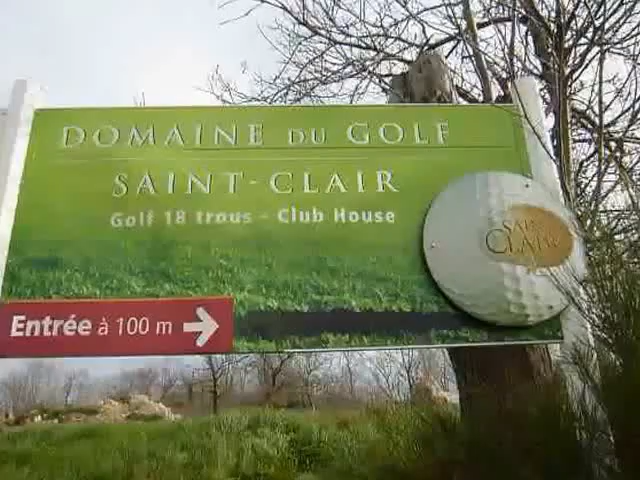 DOMAINE DU GOLF
SAINT-CLAIR
Golf 18 trous - Club House
SAINT
CLAIR
Entrée à 100 m